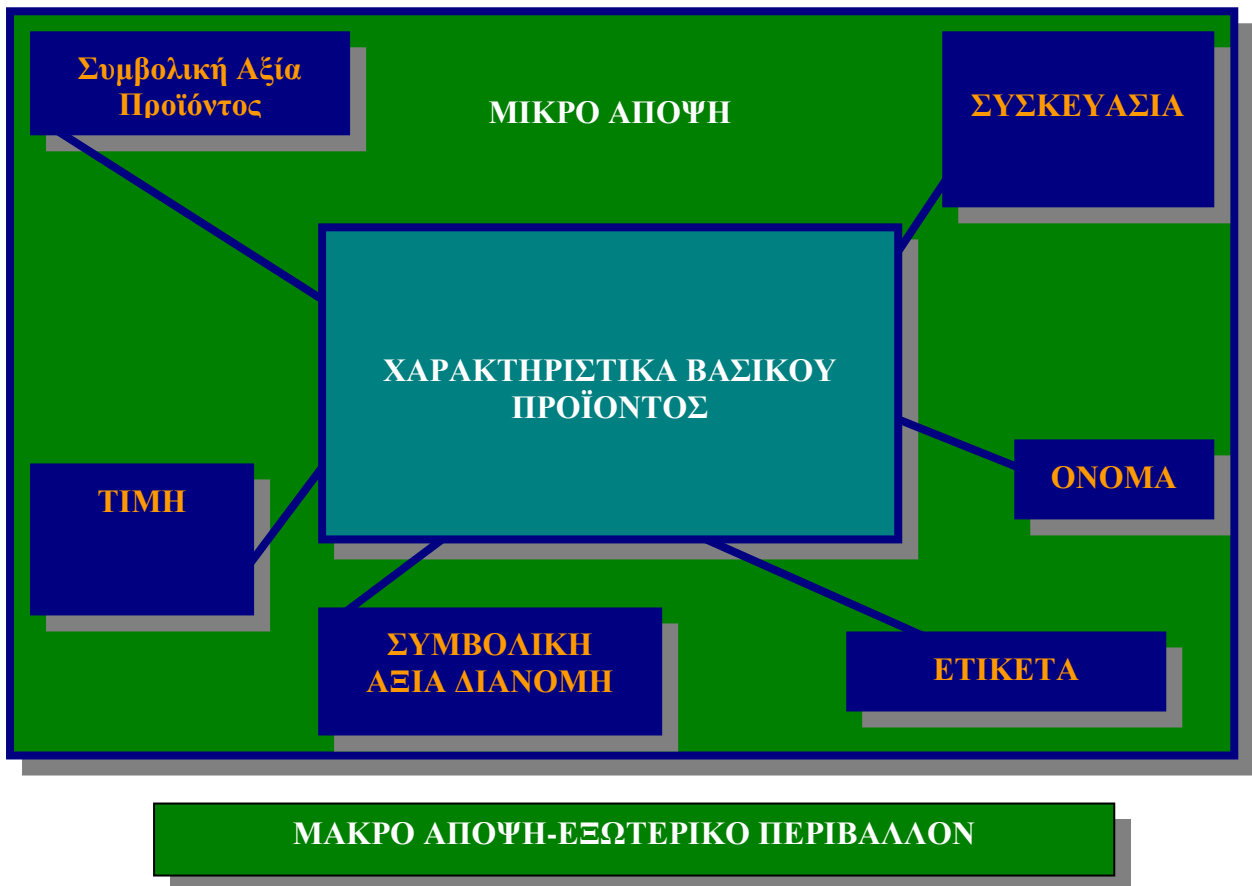 Συμβολική Αξία
Προϊόντος
ΜΙΚΡΟ ΑΠΟΨΗ
ΣΥΣΚΕΥΑΣΙΑ
ΧΑΡΑΚΤΗΡΙΣΤΙΚΑ ΒΑΣΙΚΟΥ
ΠΡΟΪΟΝΤΟΣ
ΤΙΜΗ
ΟΝΟΜΑ
ΣΥΜΒΟΛΙΚΗ
ΑΞΙΑ ΔΙΑΝΟΜΗ
ΕΤΙΚΕΤΑ
ΜΑΚΡΟ ΑΠΟΨΗ-ΕΞΩΤΕΡΙΚΟ ΠΕΡΙΒΑΛΛΟΝ